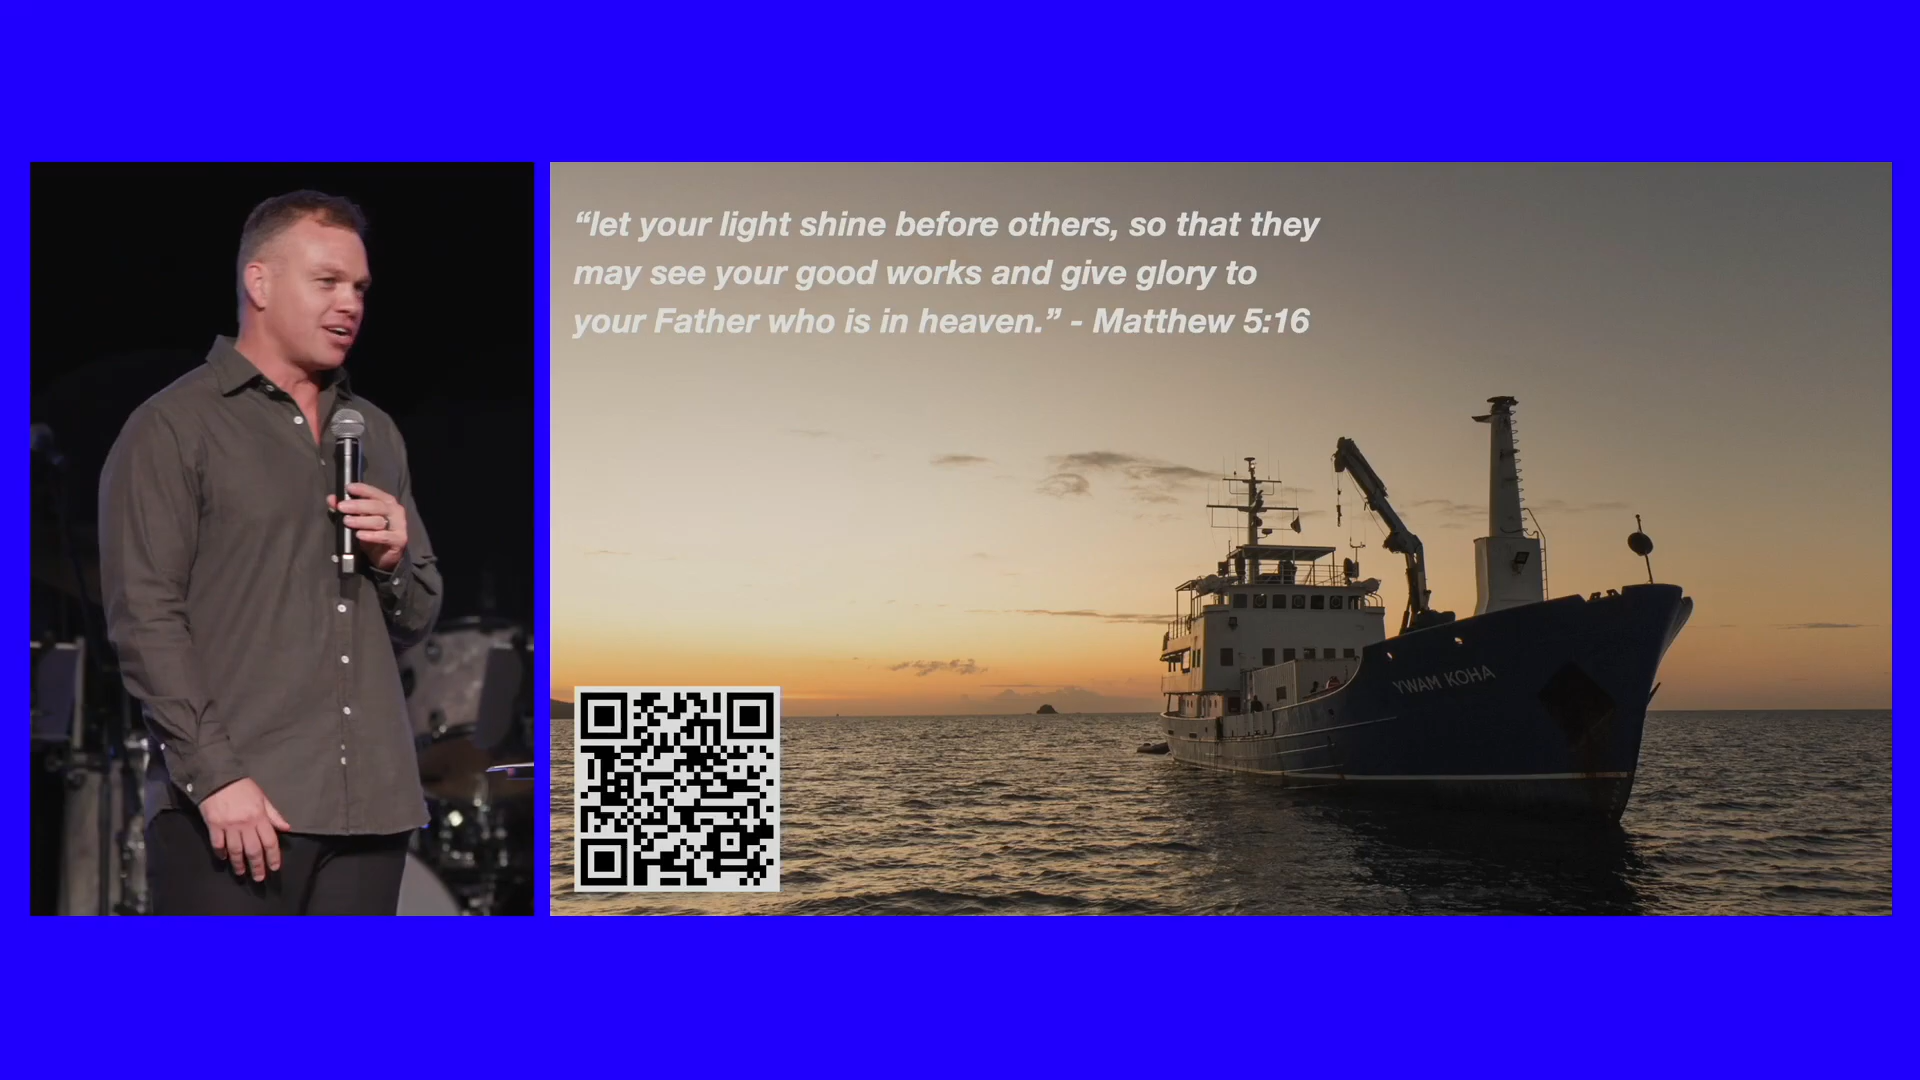 “let your light shine before others, so that they
may see your good works and give glory to
your Father who is in heaven.” - Matthew 5:16
YWAM KOHA